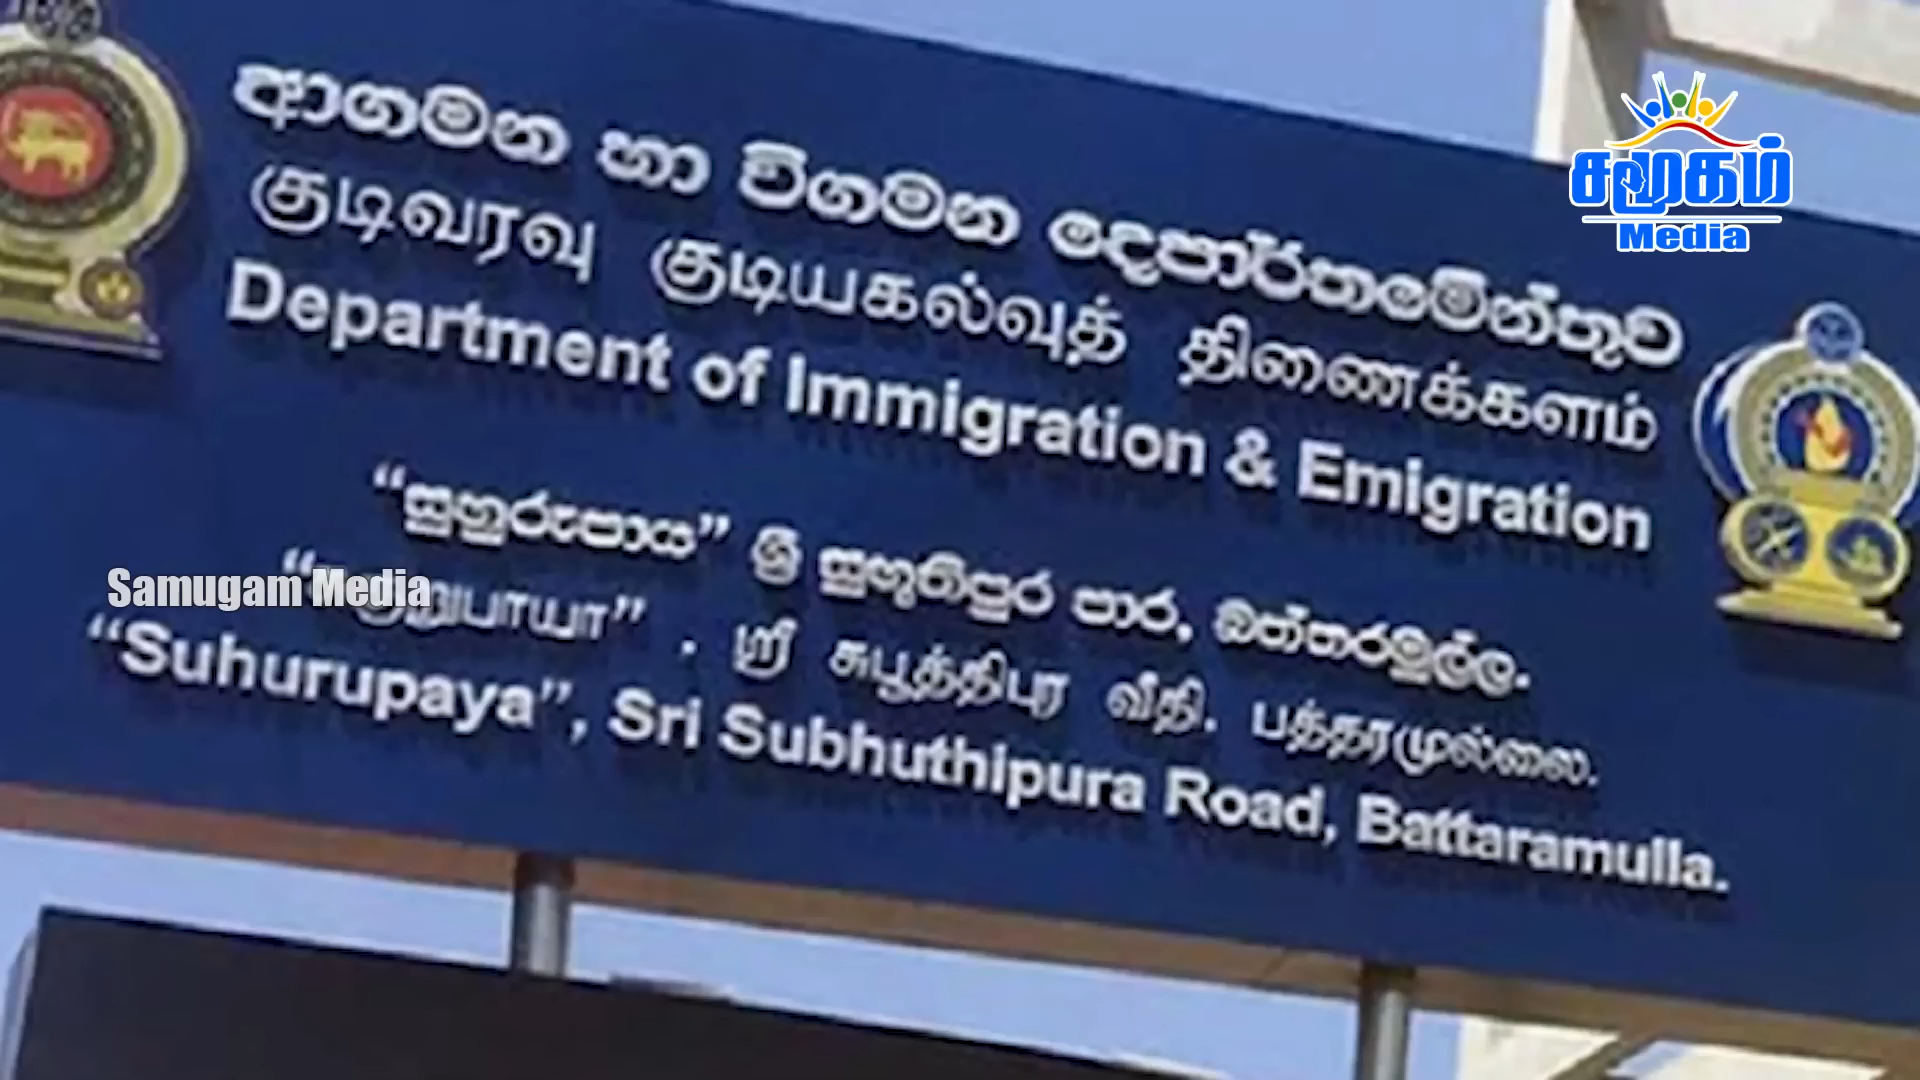 ආගමන හා විගමන දෙපාර්තමේන්තුව
குடிவரவு குடியகல்வுத் திணைக்களம்
Department of Immigration & Emigration
"සුහුරුපාය" ශ්‍රී සුභූතිපුර පාර, බත්තරමුල්ල.
ஸ்ரீ சுபூத்திபுர வீதி. பத்தரமுல்லை.
"Suhurupaya", Sri Subhuthipura Road, Battaramulla.
சமூகம்
Media
Samugam Media